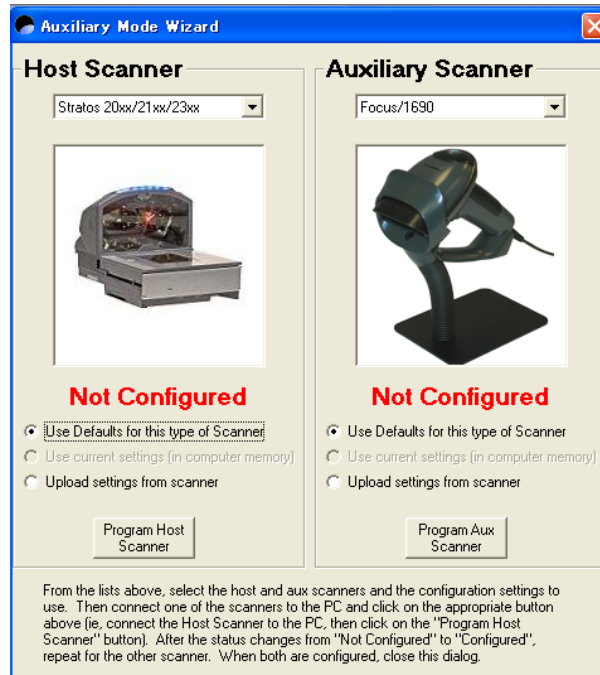 Auxiliary Mode Wizard
Host Scanner
Stratos 20xx/21xx/23xx
Not Configured
Use Defaults for this type of Scanner
Use current settings (in computer memory)
Upload settings from scanner
Program Host
Scanner
Auxiliary Scanner
Focus/1690
Not Configured
Use Defaults for this type of Scanner
Use current settings (in computer memory)
Upload settings from scanner
Program Aux
Scanner
From the lists above, select the host and aux scanners and the configuration settings to
use. Then connect one of the scanners to the PC and click on the appropriate button
above (ie, connect the Host Scanner to the PC, then click on the "Program Host
Scanner" button). After the status changes from "Not Configured" to "Configured",
repeat for the other scanner. When both are configured, close this dialog.